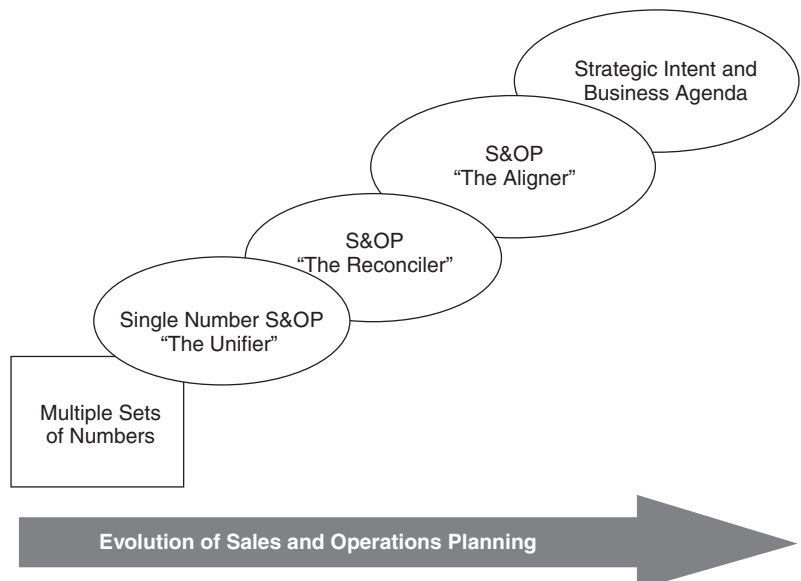 Strategic Intent and
Business Agenda
S&OP
“The Aligner”
S&OP
“The Reconciler”
Single Number S&OP
“The Unifier”
Multiple Sets
of Numbers
Evolution of Sales and Operations Planning